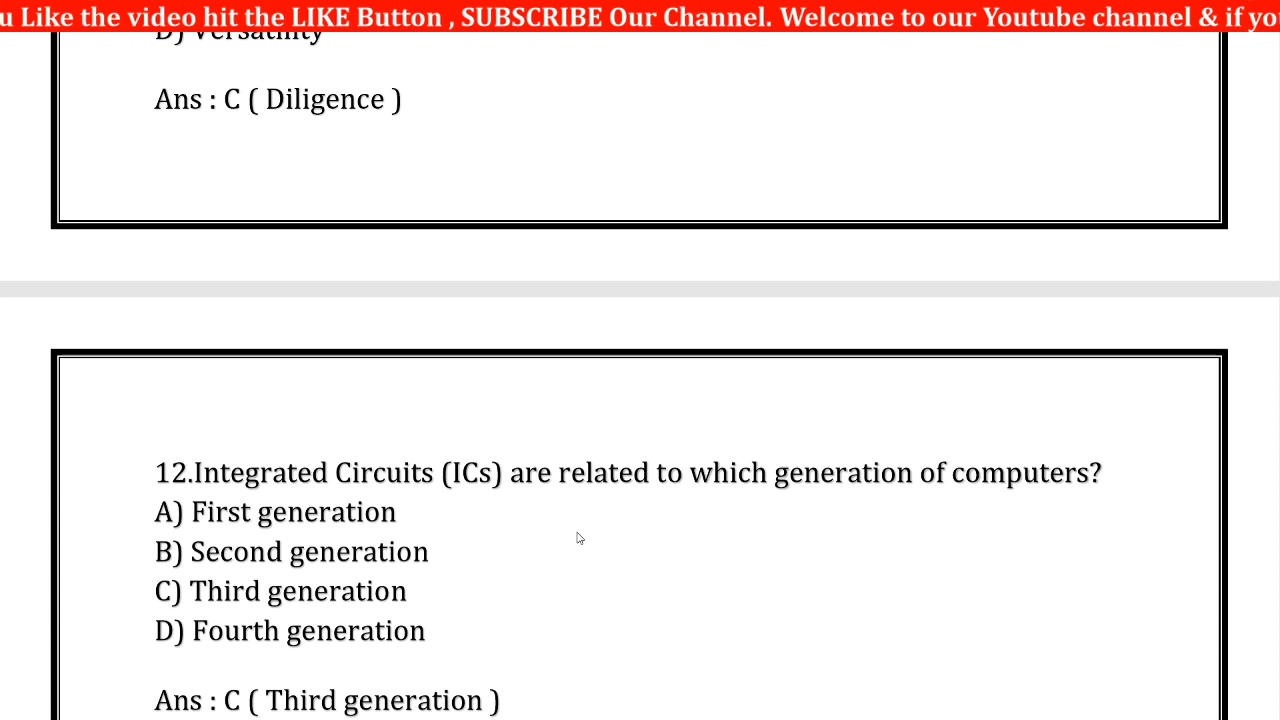 u Like the video hit the LIKE Button , SUBSCRIBE Our Channel. Welcome to our Youtube channel & if yo
D) Versatility
Ans : C ( Diligence )
12.Integrated Circuits (ICs) are related to which generation of computers?
A) First generation
B) Second generation
C) Third generation
D) Fourth generation
Ans : C ( Third generation )